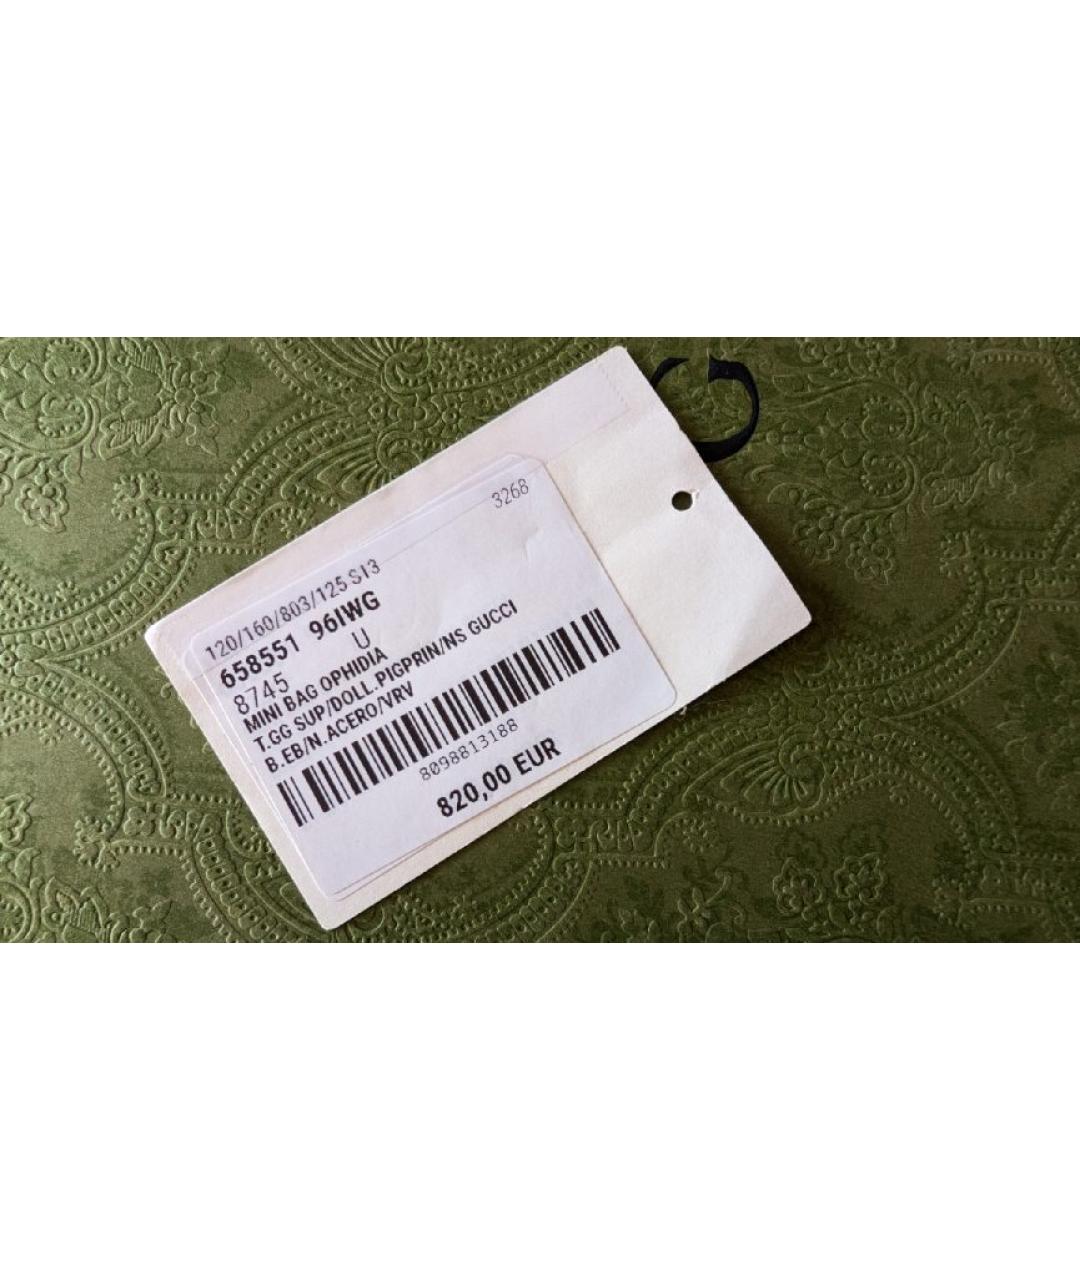 3268
120/160/803/125 S13
658551 96IWG
8745 U
MINI BAG OPHIDIA
T.GG SUP/DOLL.PIGPRIN/NS GUCCI
B.EB/N.ACERO/VRV
8098813188
820,00 EUR